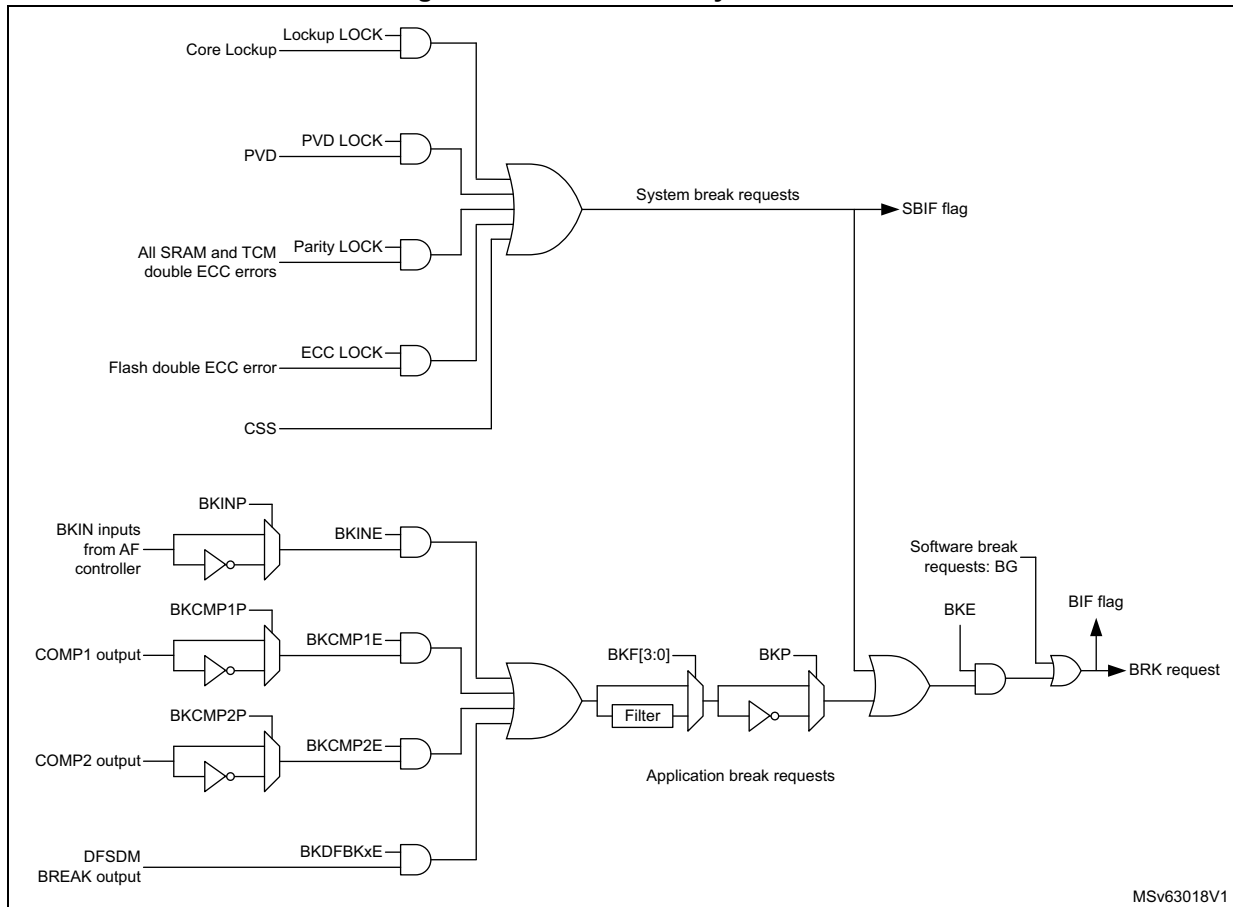 Lockup LOCK
Core Lockup
PVD LOCK
PVD
System break requests
SBIF flag
Parity LOCK
All SRAM and TCM
double ECC errors
ECC LOCK
Flash double ECC error
CSS
BKINP
BKIN inputs
from AF
controller
BKINE
Software break
requests: BG
BIF flag
BKE
BKCMP1P
BKCMP1E
COMP1 output
BKF[3:0]
BKP
BRK request
Filter
BKCMP2P
BKCMP2E
COMP2 output
Application break requests
DFSDM
BREAK output
BKDFBKxE
MSv63018V1